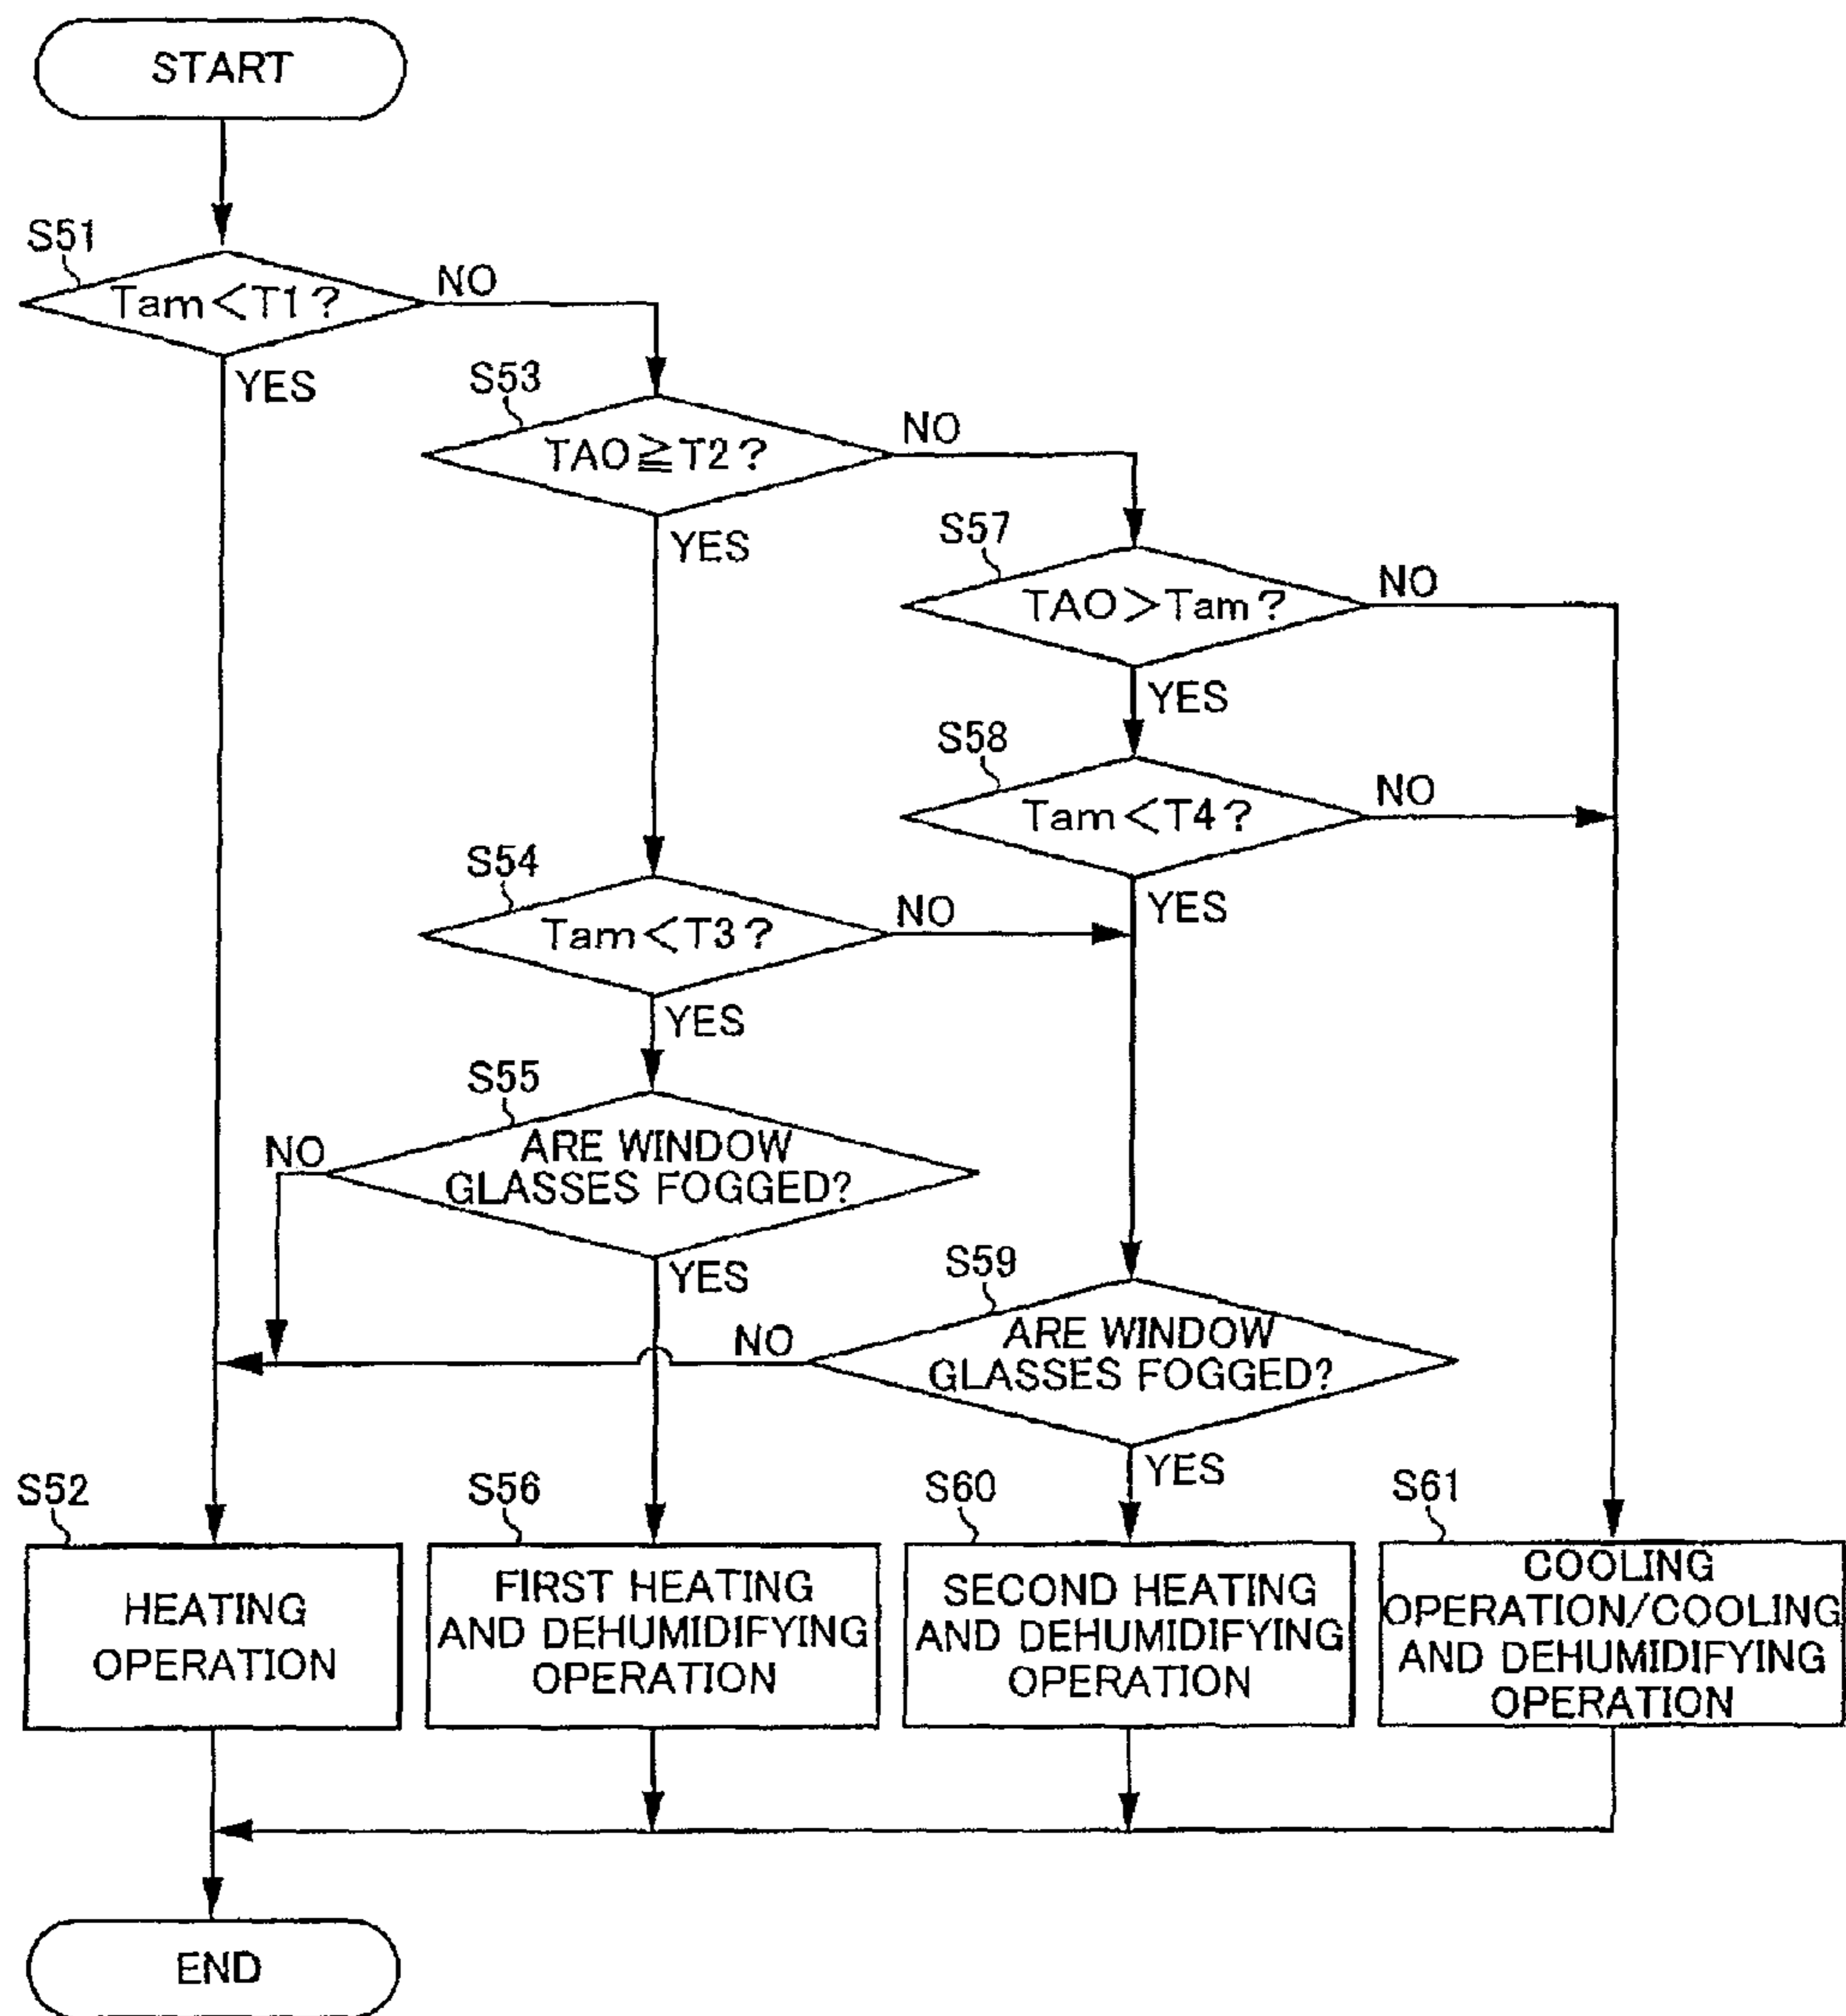 START
S51
Tam<T1?
NO
YES
S53
TAO≧T2?
NO
YES
S57
TAO>Tam?
NO
YES
S58
Tam<T4?
NO
YES
S54
Tam<T3?
NO
YES
S55
ARE WINDOW
GLASSES FOGGED?
NO
YES
S59
ARE WINDOW
GLASSES FOGGED?
NO
YES
S52
HEATING
OPERATION
S56
FIRST HEATING
AND DEHUMIDIFYING
OPERATION
S60
SECOND HEATING
AND DEHUMIDIFYING
OPERATION
S61
COOLING
OPERATION/COOLING
AND DEHUMIDIFYING
OPERATION
END